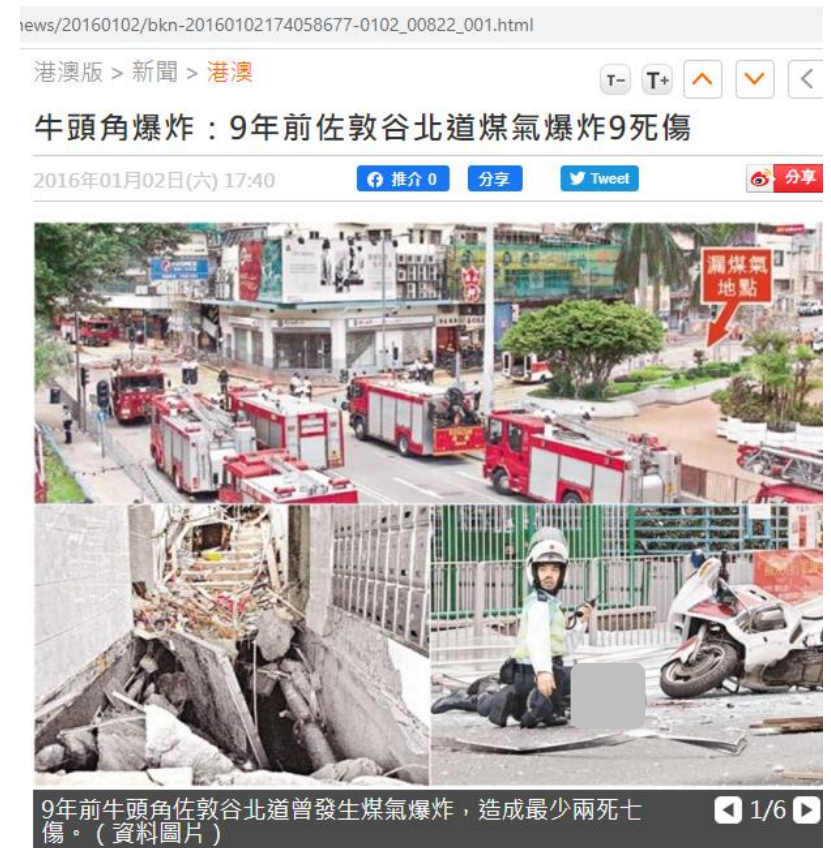 news/20160102/bkn-20160102174058677-0102_00822_001.html
港澳版 > 新聞 > 港澳
T- T+
牛頭角爆炸：9年前佐敦谷北道煤氣爆炸9死傷
2016年01月02日(六) 17:40 推介 0 分享 Tweet 分享
漏煤氣
地點
9年前牛頭角佐敦谷北道曾發生煤氣爆炸，造成最少兩死七
傷。（資料圖片）
1/6